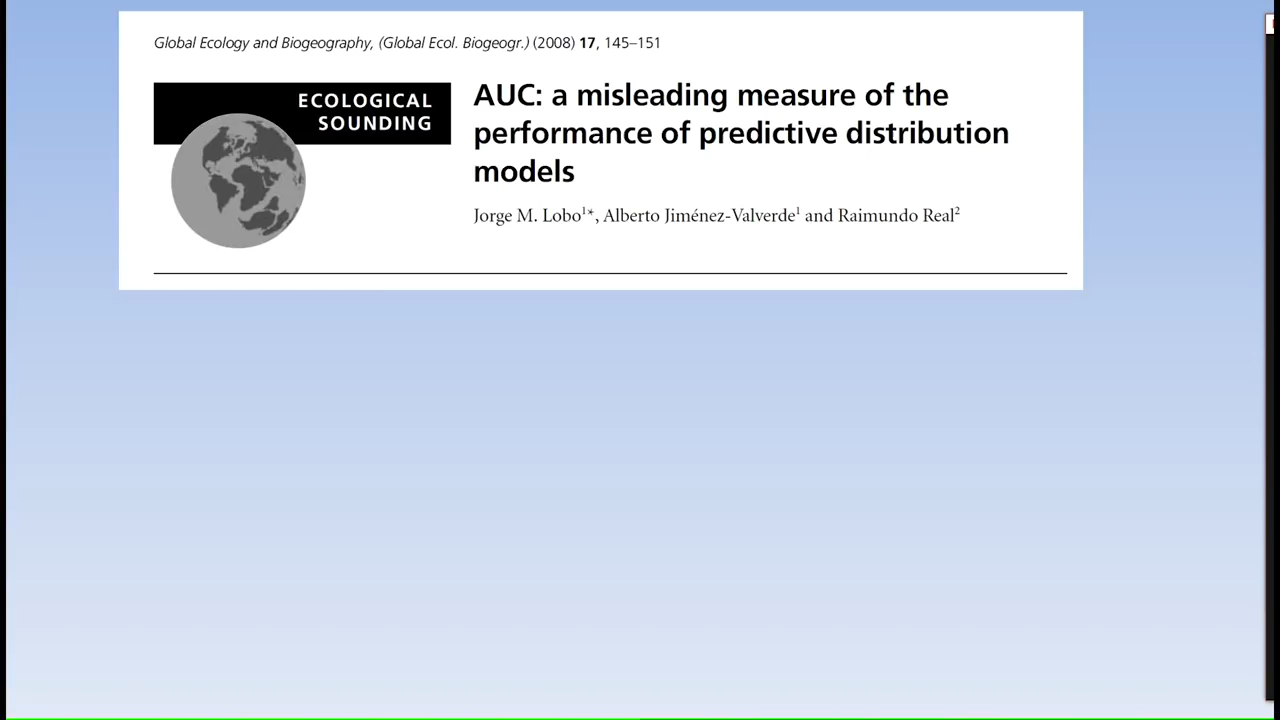 Global Ecology and Biogeography, (Global Ecol. Biogeogr.) (2008) 17, 145–151
ECOLOGICAL
SOUNDING
AUC: a misleading measure of the
performance of predictive distribution
models
Jorge M. Lobo1*, Alberto Jiménez-Valverde1 and Raimundo Real2